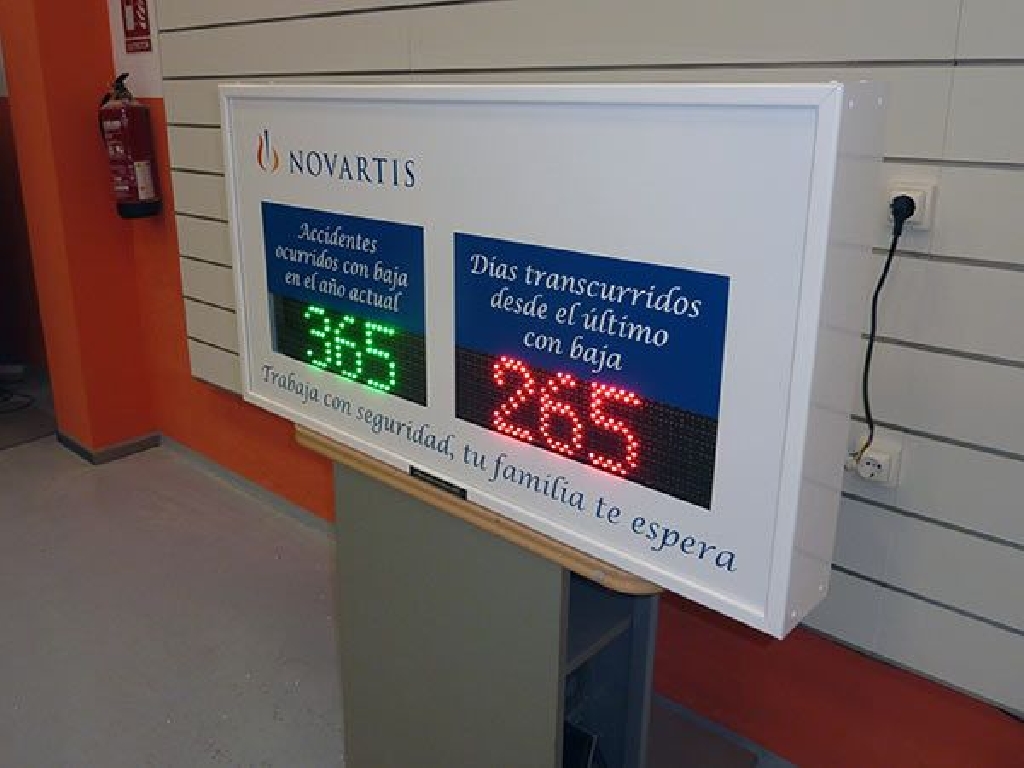 NOVARTIS
Accidentes
ocurridos con baja
en el año actual
365
Días transcurridos
desde el último
con baja
265
Trabaja con seguridad, tu familia te espera